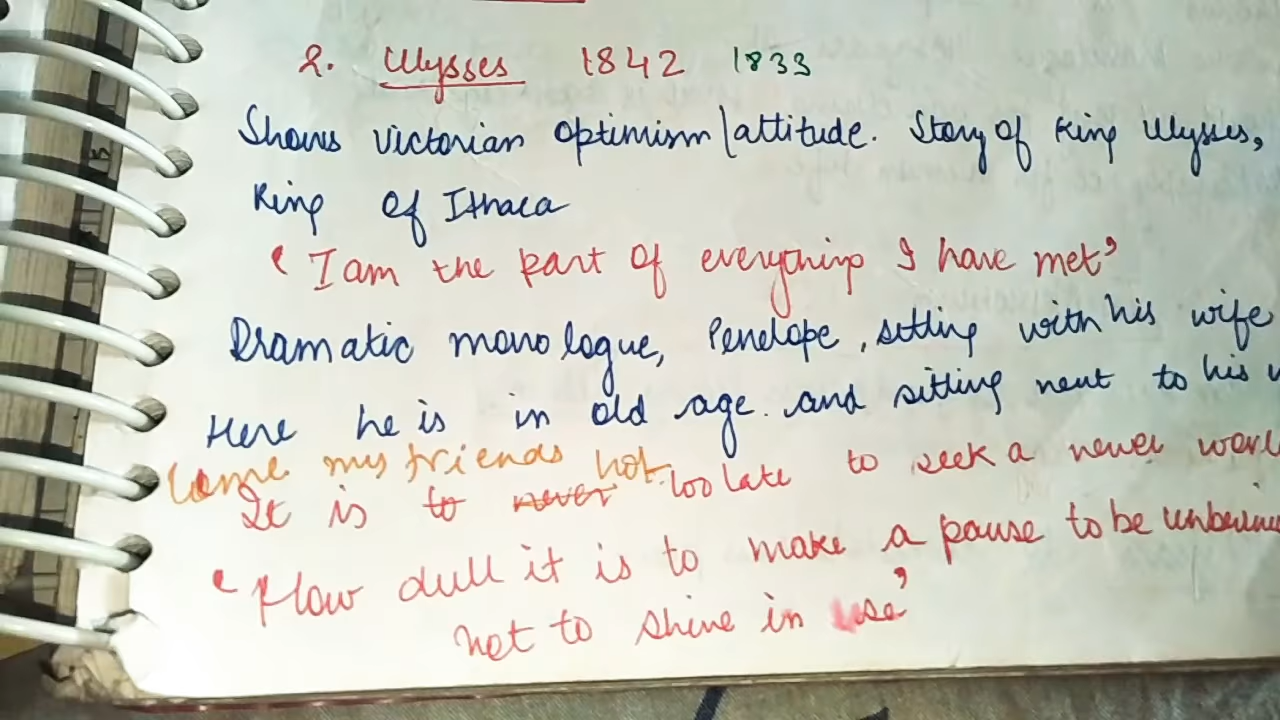 2. Ulysses 1842 1833
Shows Victorian Optimism/attitude. Story of King Ulysses,
King of Ithaca
'I am the part of everything I have met'
Dramatic monologue, Penelope, sitting with his wife
Here he is in old age. and sitting next to his
Come my friends not
It is to never too late to seek a newer
'How dull it is to make a pause to be
not to shine in use'